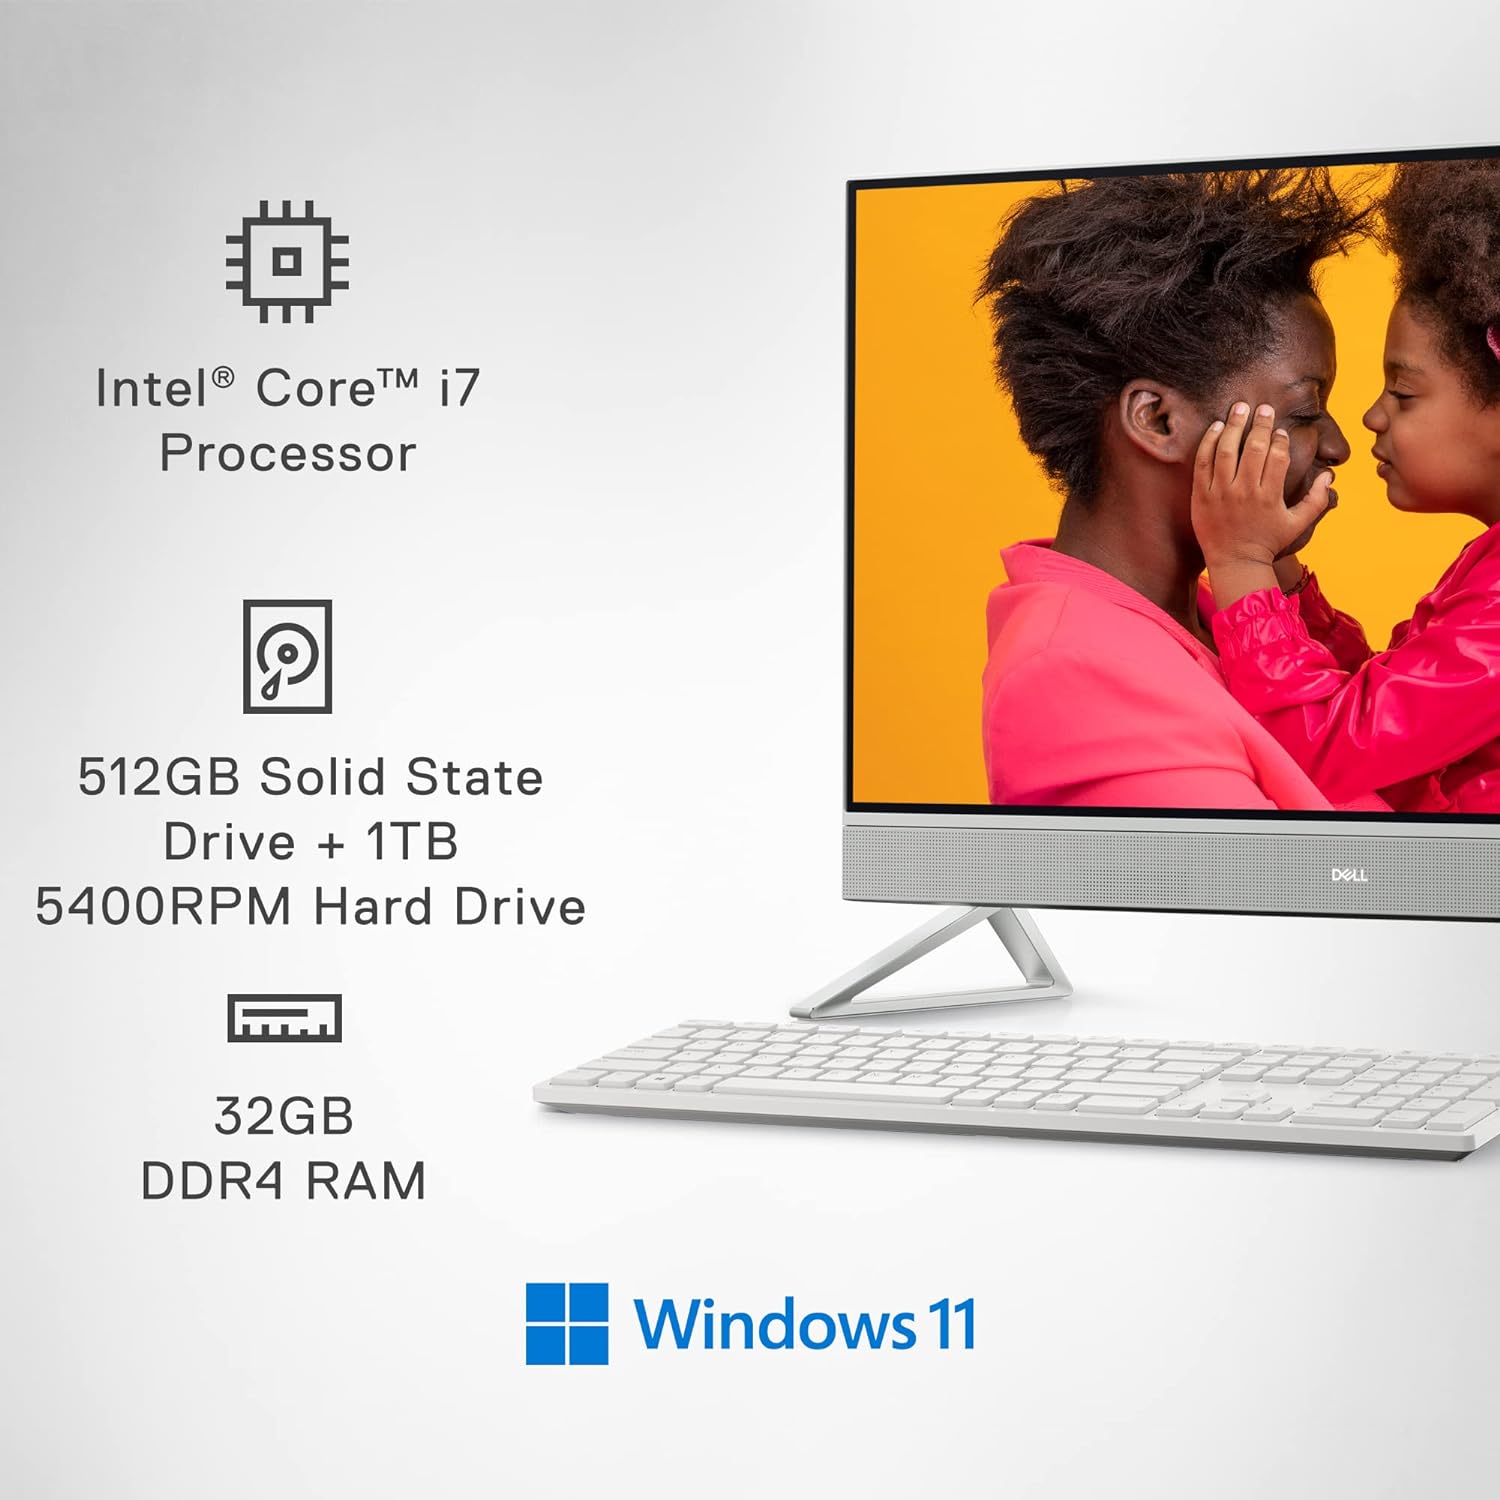 Intel® Core™ i7
Processor
512GB Solid State
Drive + 1TB
5400RPM Hard Drive
32GB
DDR4 RAM
DELL
Windows 11